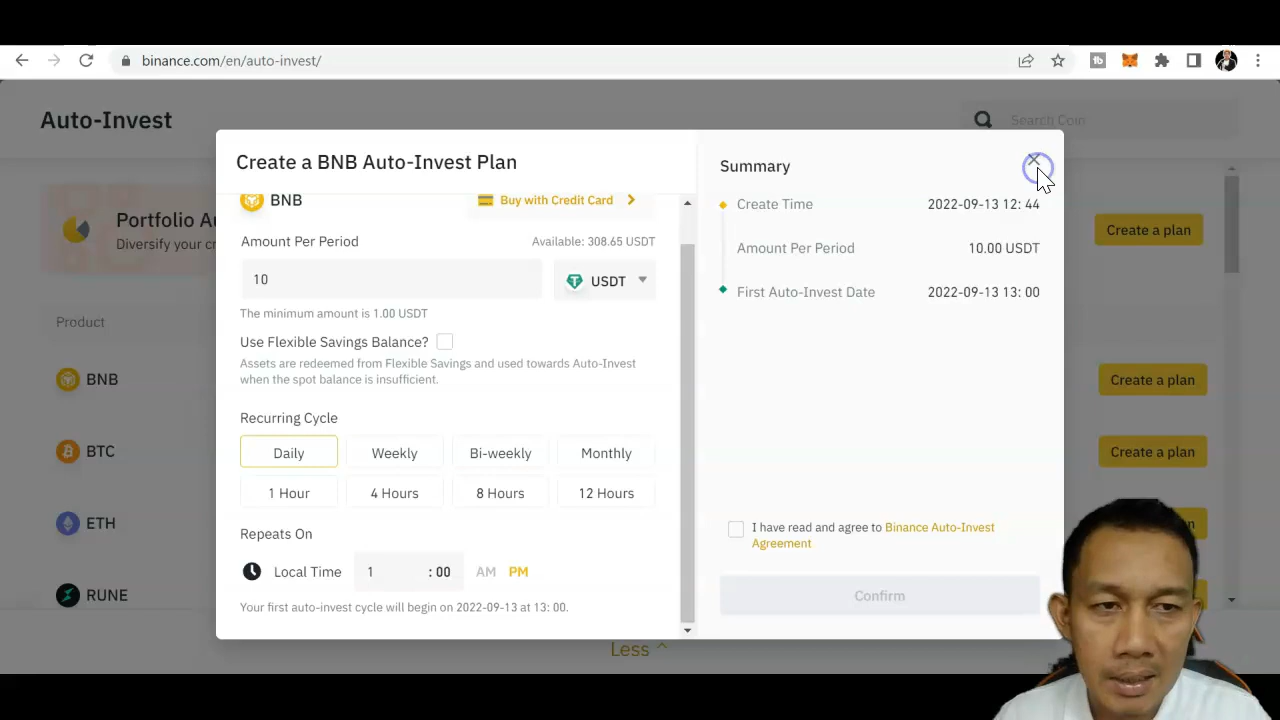 binance.com/en/auto-invest/
Auto-Invest
Search Coin
Portfolio Au
Diversify your cr
Create a plan
Product
BNB
Create a plan
BTC
Create a plan
ETH
RUNE
Less
Create a BNB Auto-Invest Plan
BNB
Buy with Credit Card
Amount Per Period
Available: 308.65 USDT
10
USDT
The minimum amount is 1.00 USDT
Use Flexible Savings Balance?
Assets are redeemed from Flexible Savings and used towards Auto-Invest
when the spot balance is insufficient.
Recurring Cycle
Daily
Weekly
Bi-weekly
Monthly
1 Hour
4 Hours
8 Hours
12 Hours
Repeats On
Local Time
1
: 00
AM
PM
Your first auto-invest cycle will begin on 2022-09-13 at 13: 00.
Summary
Create Time
2022-09-13 12: 44
Amount Per Period
10.00 USDT
First Auto-Invest Date
2022-09-13 13: 00
I have read and agree to Binance Auto-Invest
Agreement
Confirm